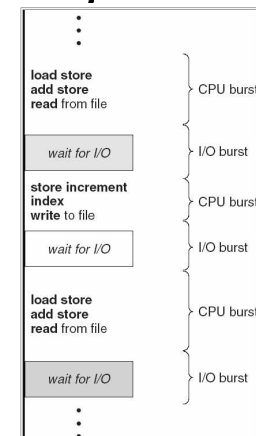 load store
add store
read from file
CPU burst
wait for I/O
I/O burst
store increment
index
write to file
CPU burst
wait for I/O
I/O burst
load store
add store
read from file
CPU burst
wait for I/O
I/O burst